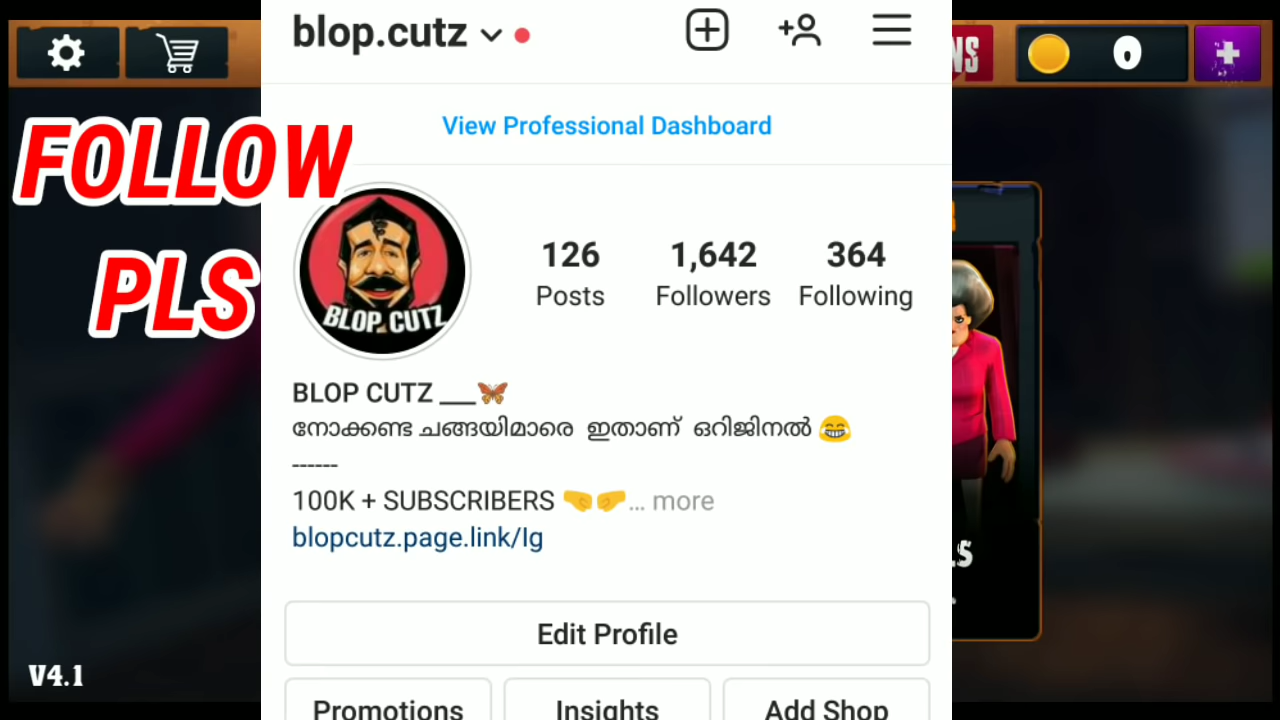 blop.cutz
NS
0
View Professional Dashboard
FOLLOW
PLS
BLOP CUTZ
126
Posts
1,642
Followers
364
Following
BLOP CUTZ ___🦋
നോക്കണ്ട ചങ്ങയിമാരെ ഇതാണ് ഒറിജിനൽ 😂
------
100K + SUBSCRIBERS 🤜🤛... more
blopcutz.page.link/Ig
Edit Profile
Promotions
Insights
Add Shop
V4.1